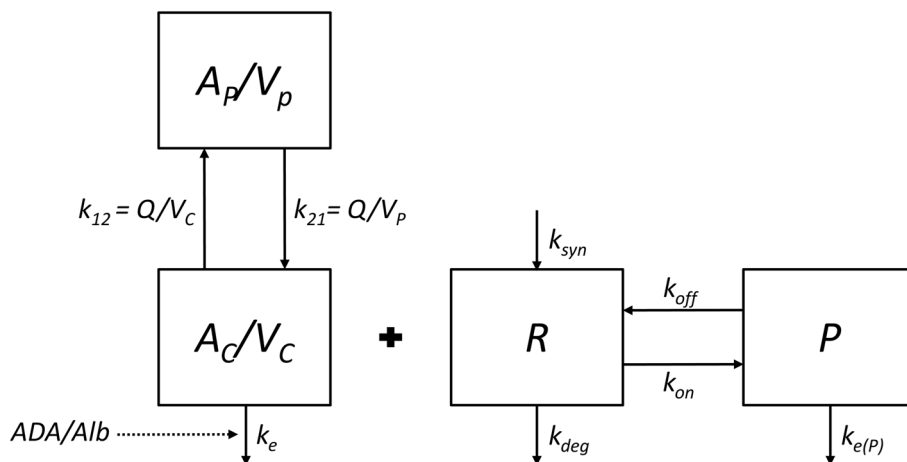 A_P/V_p
k_12 = Q/V_C
k_21 = Q/V_P
k_syn
A_C/V_C
+
R
k_off
k_on
P
ADA/Alb
k_e
k_deg
k_e(P)